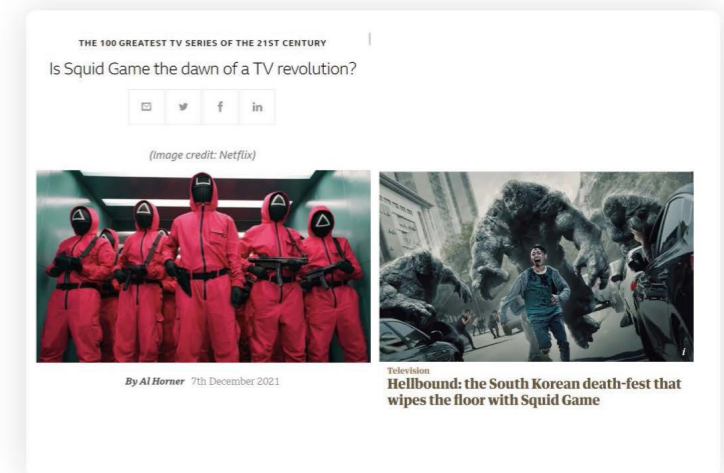 THE 100 GREATEST TV SERIES OF THE 21ST CENTURY
Is Squid Game the dawn of a TV revolution?
f
in
(Image credit: Netflix)
By Al Horner 7th December 2021
i
Television
Hellbound: the South Korean death-fest that
wipes the floor with Squid Game